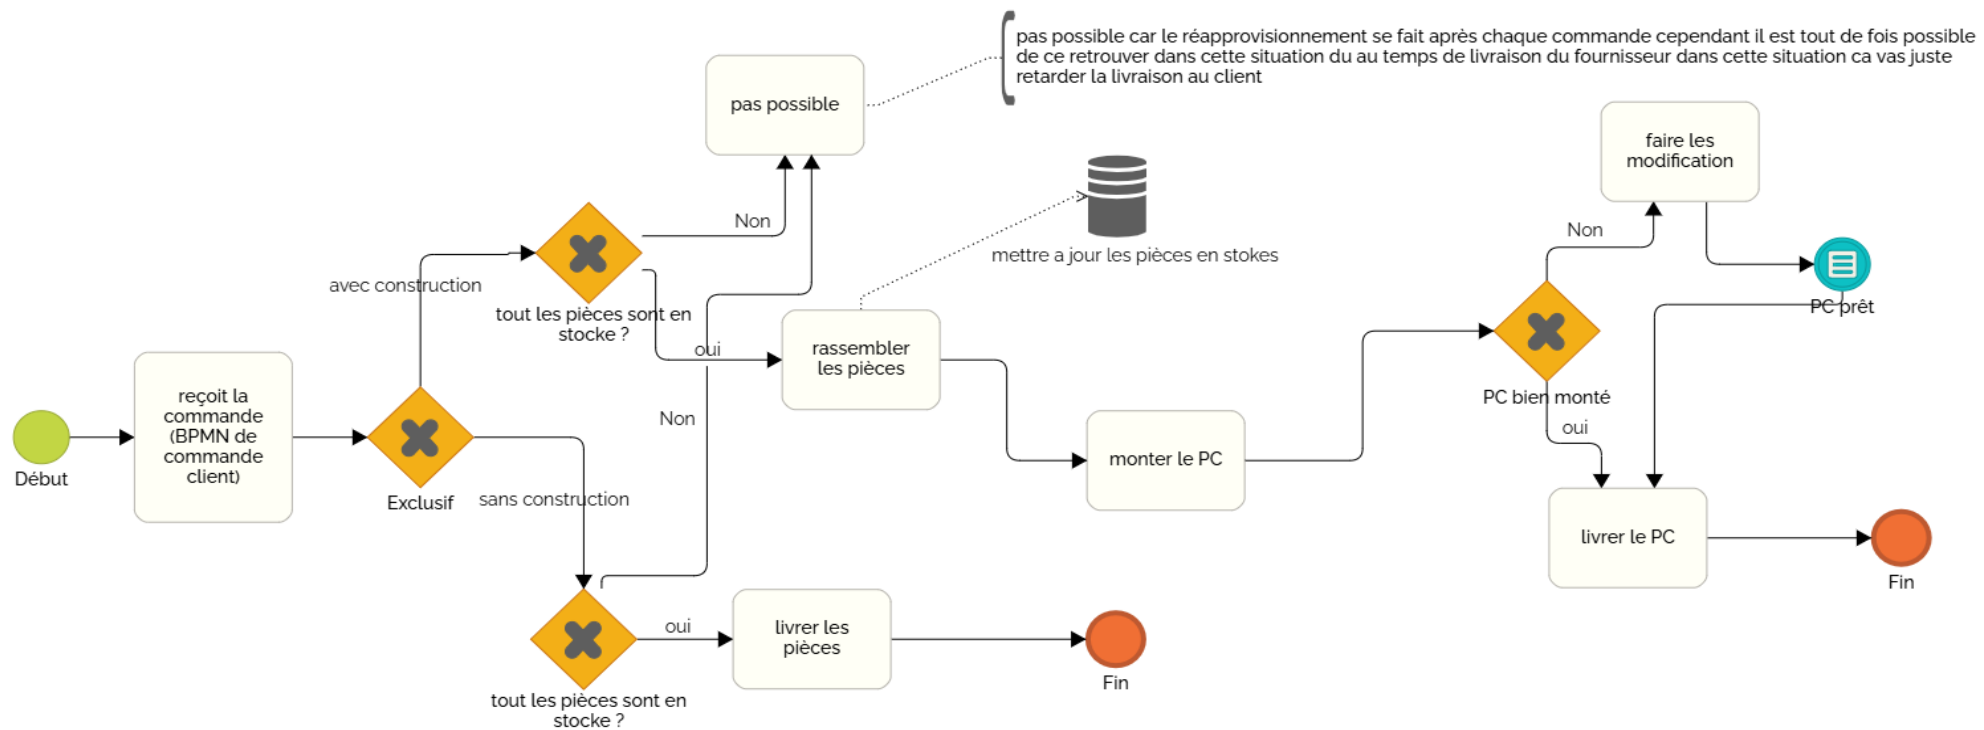 pas possible car le réapprovisionnement se fait après chaque commande cependant il est tout de fois possible
de ce retrouver dans cette situation du au temps de livraison du fournisseur dans cette situation ca vas juste
retarder la livraison au client
pas possible
faire les
modification
Non
Non
mettre a jour les pièces en stokes
avec construction
PC prêt
tout les pièces sont en
stocke ?
oui
rassembler
les pièces
reçoit la
commande
(BPMN de
commande
client)
PC bien monté
Non
oui
monter le PC
Début
Exclusif
sans construction
livrer le PC
Fin
oui
livrer les
pièces
Fin
tout les pièces sont en
stocke ?